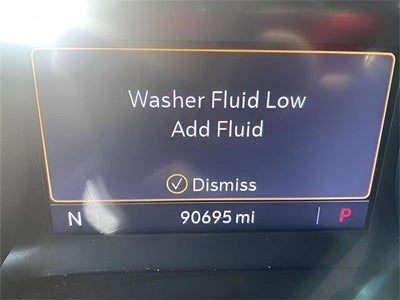 Washer Fluid Low
Add Fluid
Dismiss
N 90695 mi P